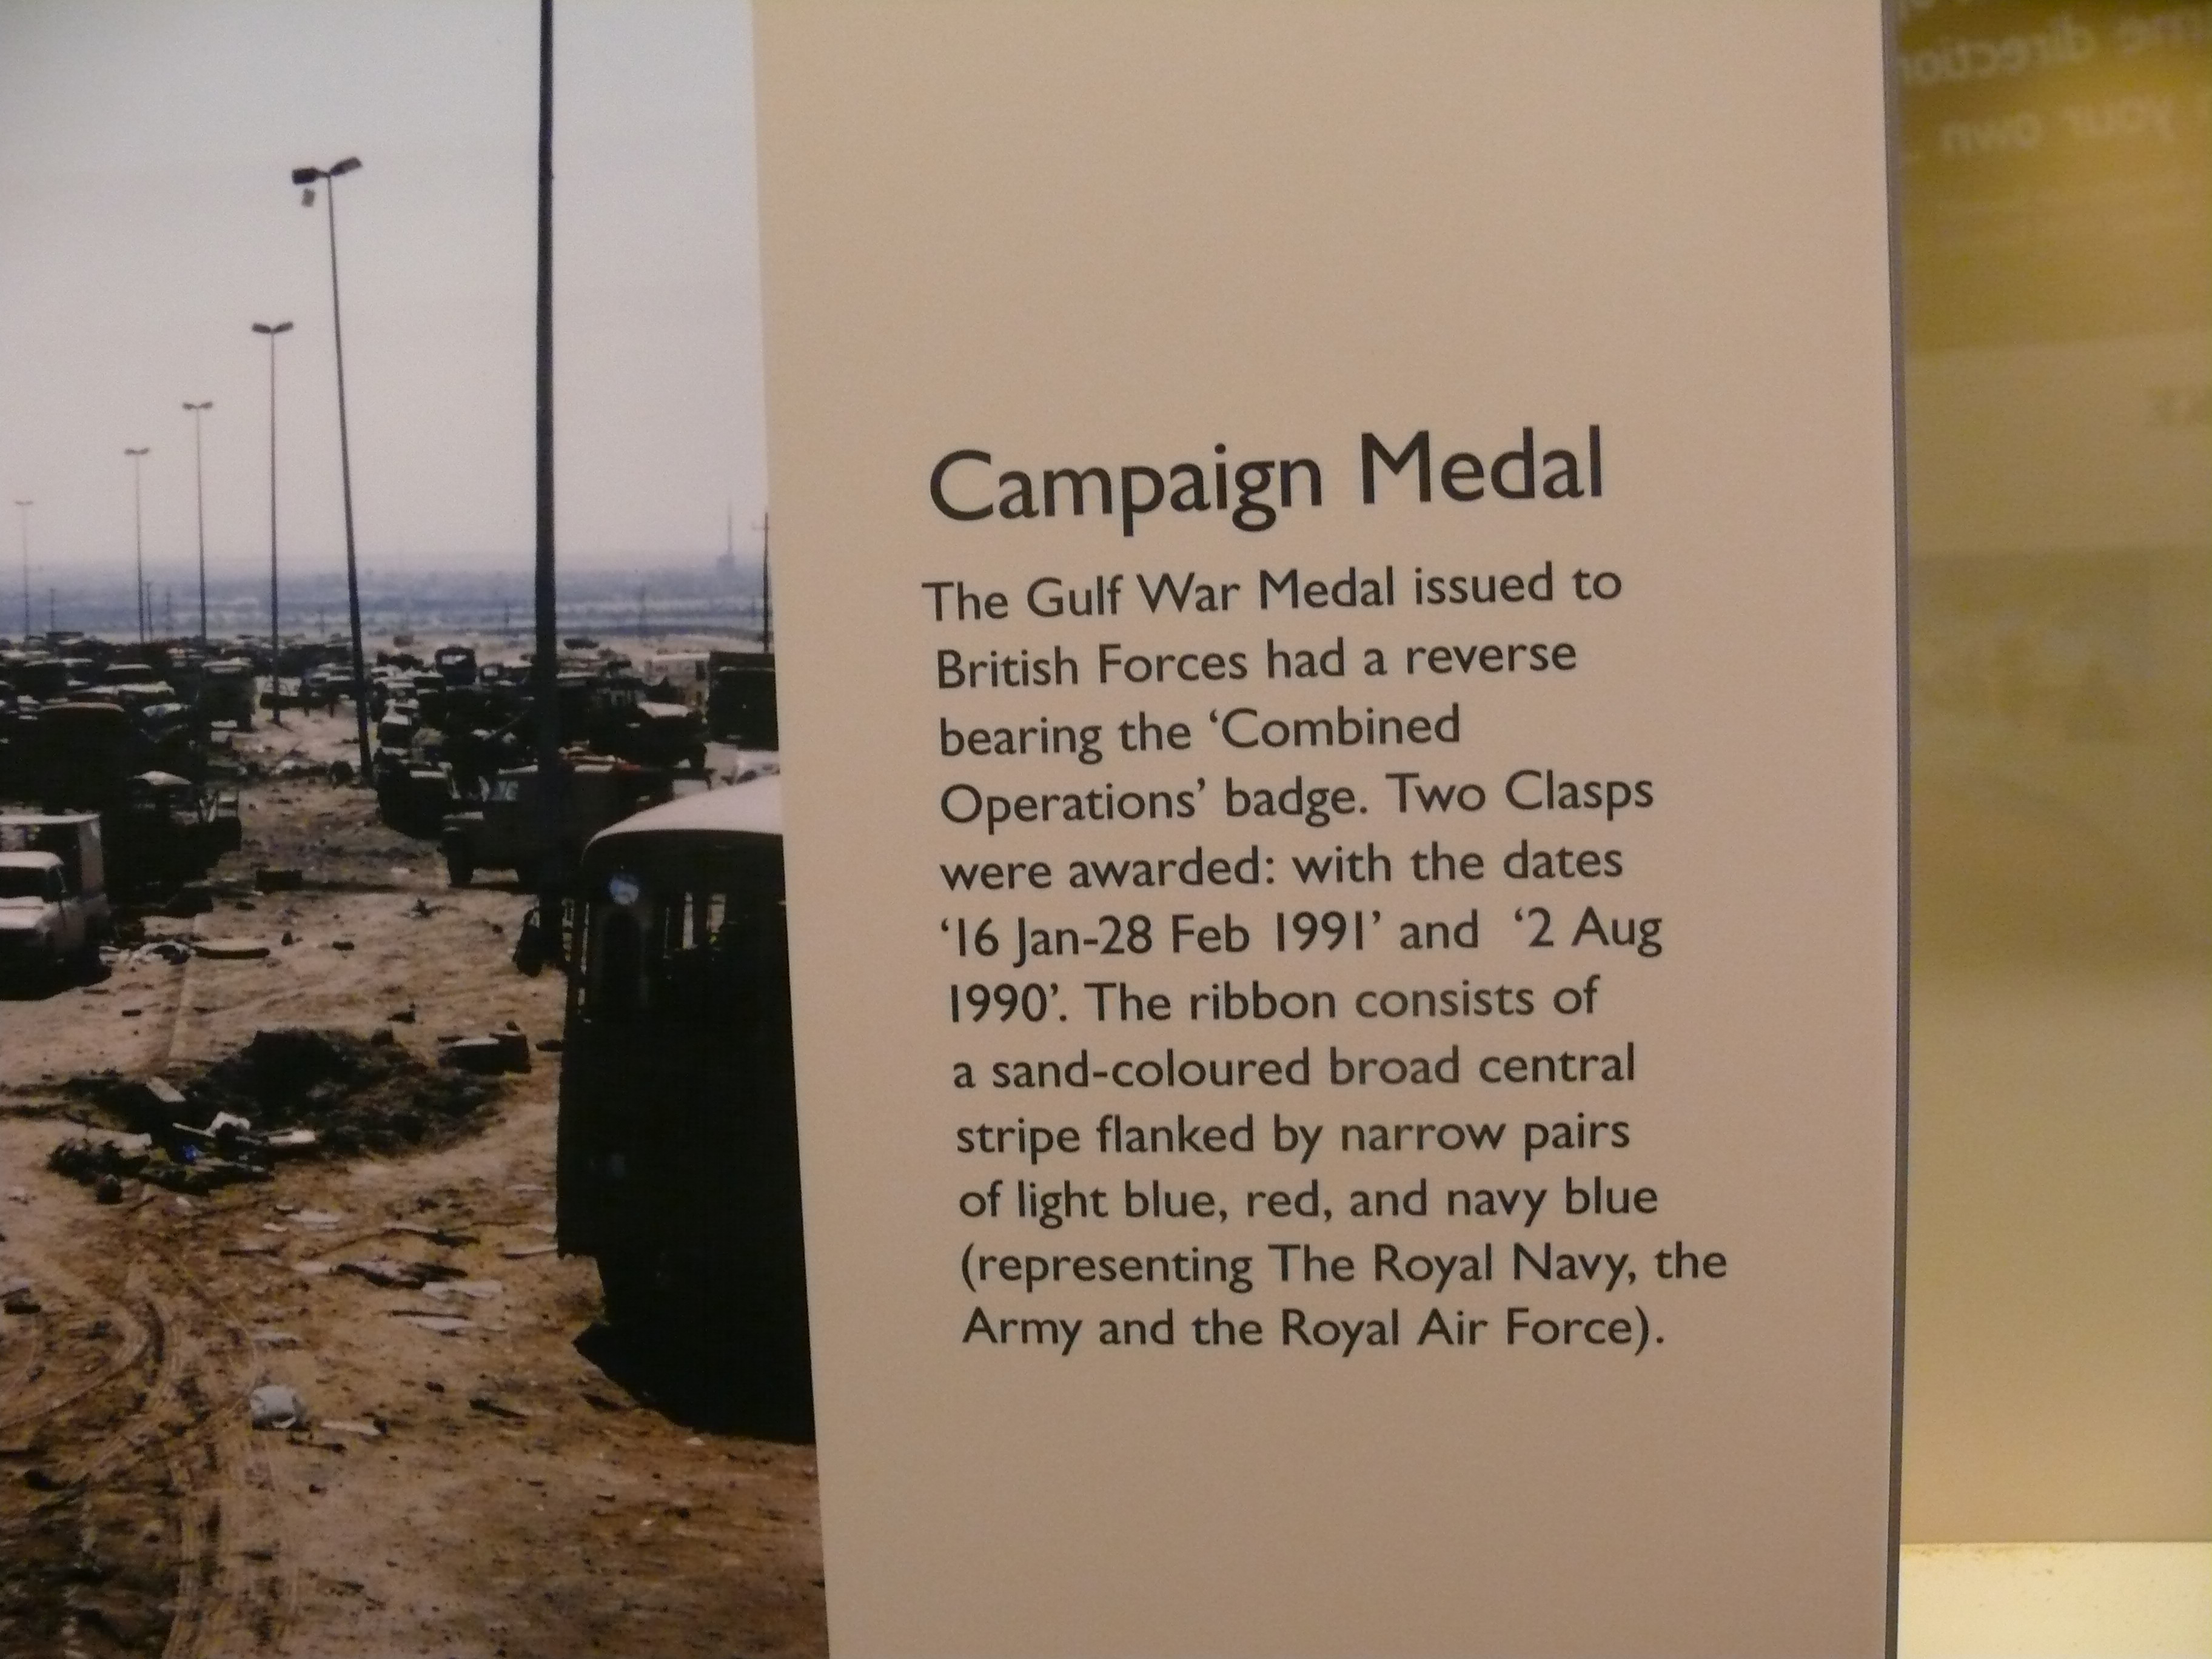 Campaign Medal
The Gulf War Medal issued to
British Forces had a reverse
bearing the ‘Combined
Operations’ badge. Two Clasps
were awarded: with the dates
‘16 Jan-28 Feb 1991’ and ‘2 Aug
1990’. The ribbon consists of
a sand-coloured broad central
stripe flanked by narrow pairs
of light blue, red, and navy blue
(representing The Royal Navy, the
Army and the Royal Air Force).
direction
your own